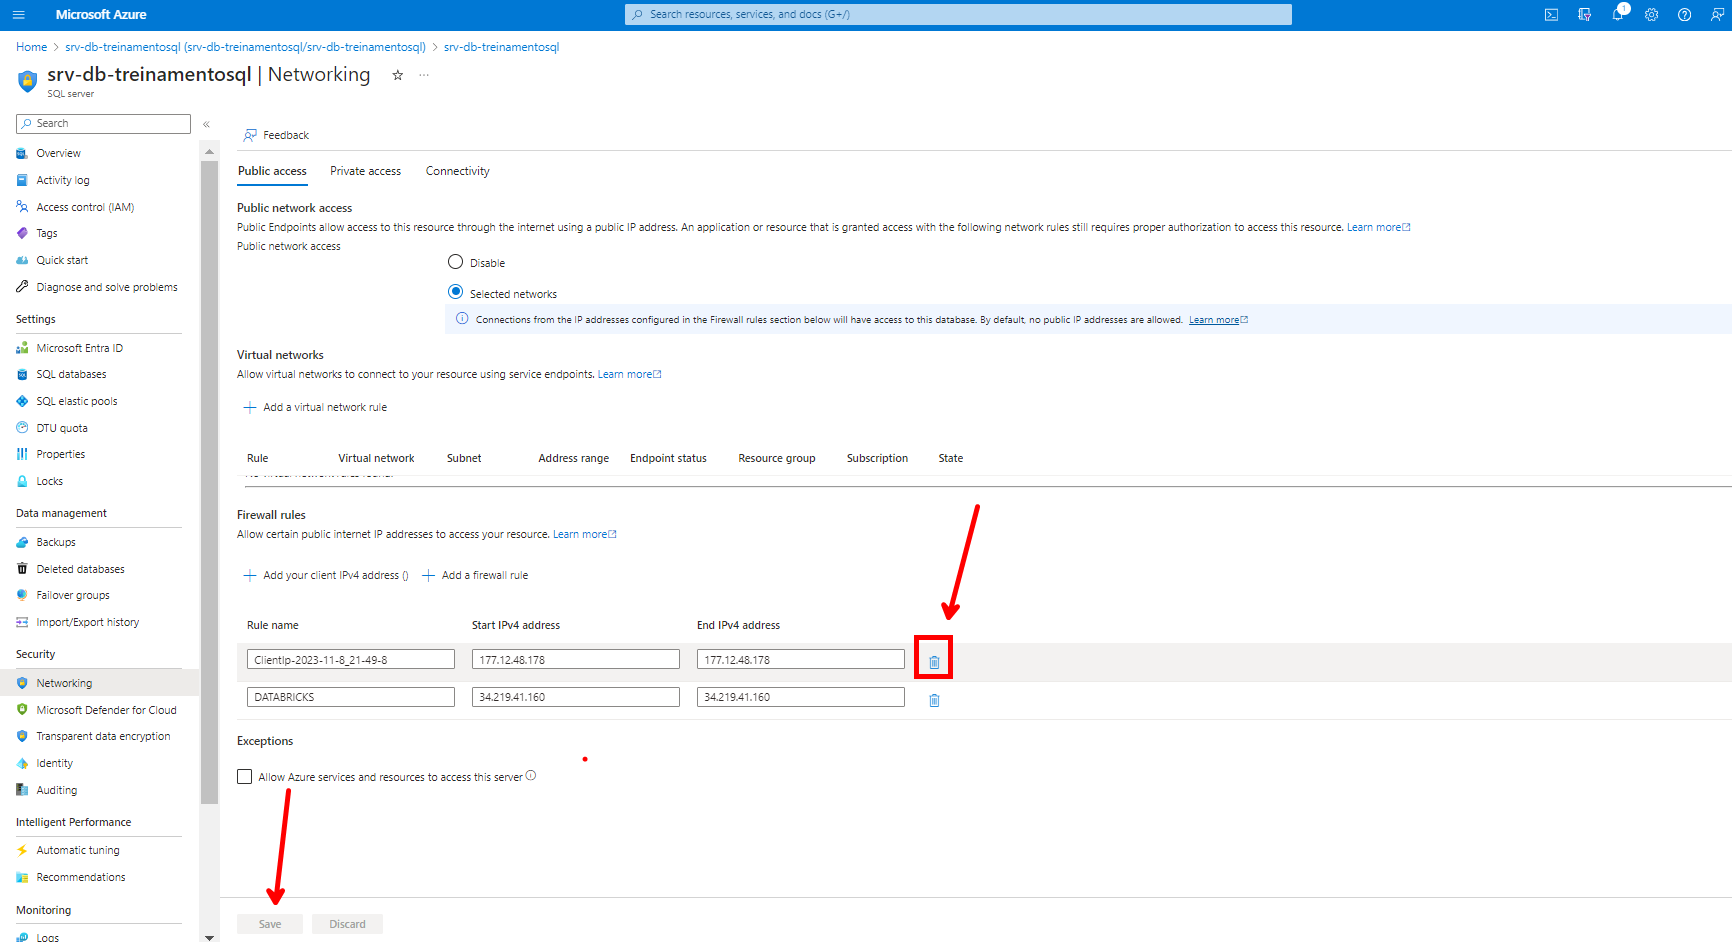 Microsoft Azure
Search resources, services, and docs (G+/)
1
Home > srv-db-treinamentosql (srv-db-treinamentosql/srv-db-treinamentosql) > srv-db-treinamentosql
srv-db-treinamentosql | Networking
SQL server
Search
Overview
Activity log
Access control (IAM)
Tags
Quick start
Diagnose and solve problems
Settings
Microsoft Entra ID
SQL databases
SQL elastic pools
DTU quota
Properties
Locks
Data management
Backups
Deleted databases
Failover groups
Import/Export history
Security
Networking
Microsoft Defender for Cloud
Transparent data encryption
Identity
Auditing
Intelligent Performance
Automatic tuning
Recommendations
Monitoring
Logs
Feedback
Public access Private access Connectivity
Public network access
Public Endpoints allow access to this resource through the internet using a public IP address. An application or resource that is granted access with the following network rules still requires proper authorization to access this resource. Learn more
Public network access
Disable
Selected networks
Connections from the IP addresses configured in the Firewall rules section below will have access to this database. By default, no public IP addresses are allowed. Learn more
Virtual networks
Allow virtual networks to connect to your resource using service endpoints. Learn more
Add a virtual network rule
Rule Virtual network Subnet Address range Endpoint status Resource group Subscription State
No virtual network rules found.
Firewall rules
Allow certain public internet IP addresses to access your resource. Learn more
Add your client IPv4 address () Add a firewall rule
Rule name Start IPv4 address End IPv4 address
ClientIp-2023-11-8_21-49-8 177.12.48.178 177.12.48.178
DATABRICKS 34.219.41.160 34.219.41.160
Exceptions
Allow Azure services and resources to access this server
Save Discard